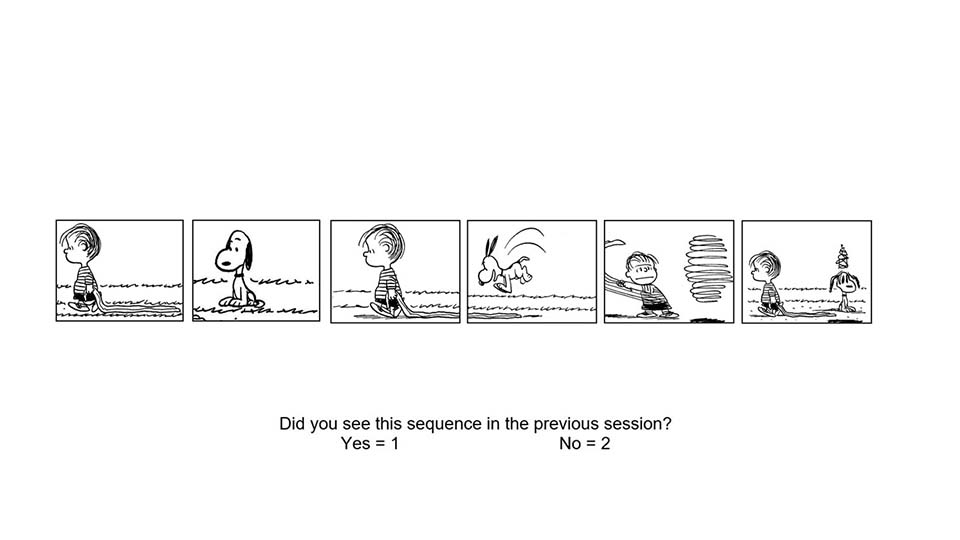 Did you see this sequence in the previous session?
Yes = 1 No = 2